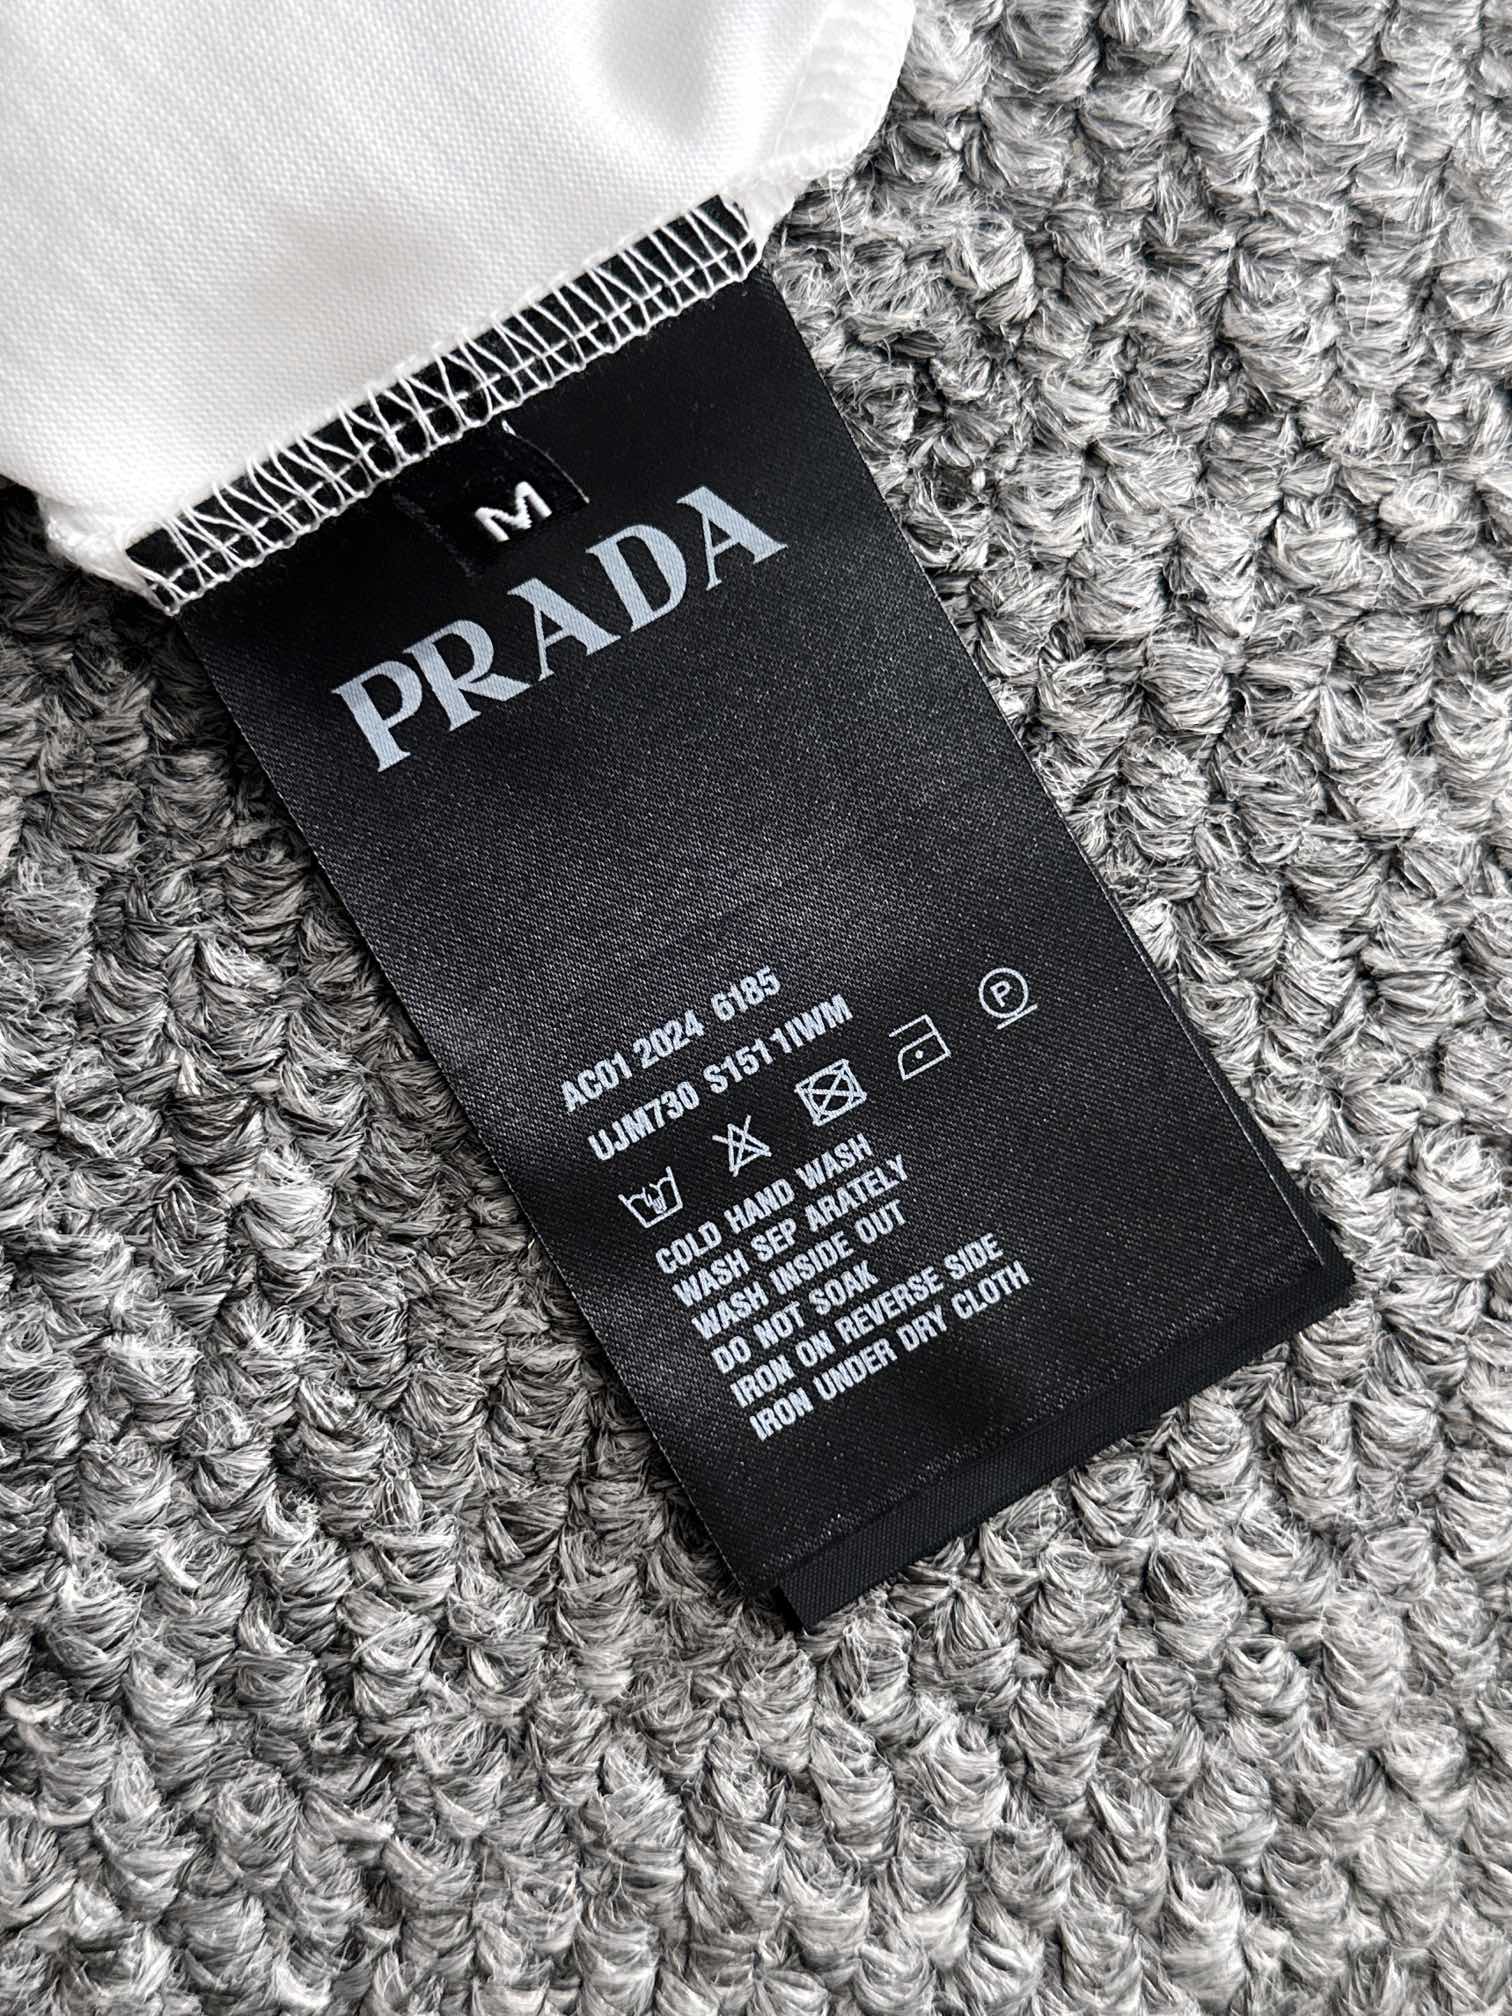 M
PRADA
AC01 2024 6185
UJM730 S151 1IWM
P
COLD HAND WASH
WASH SEP ARATELY
WASH INSIDE OUT
DO NOT SOAK
IRON ON REVERSE SIDE
IRON UNDER DRY CLOTH